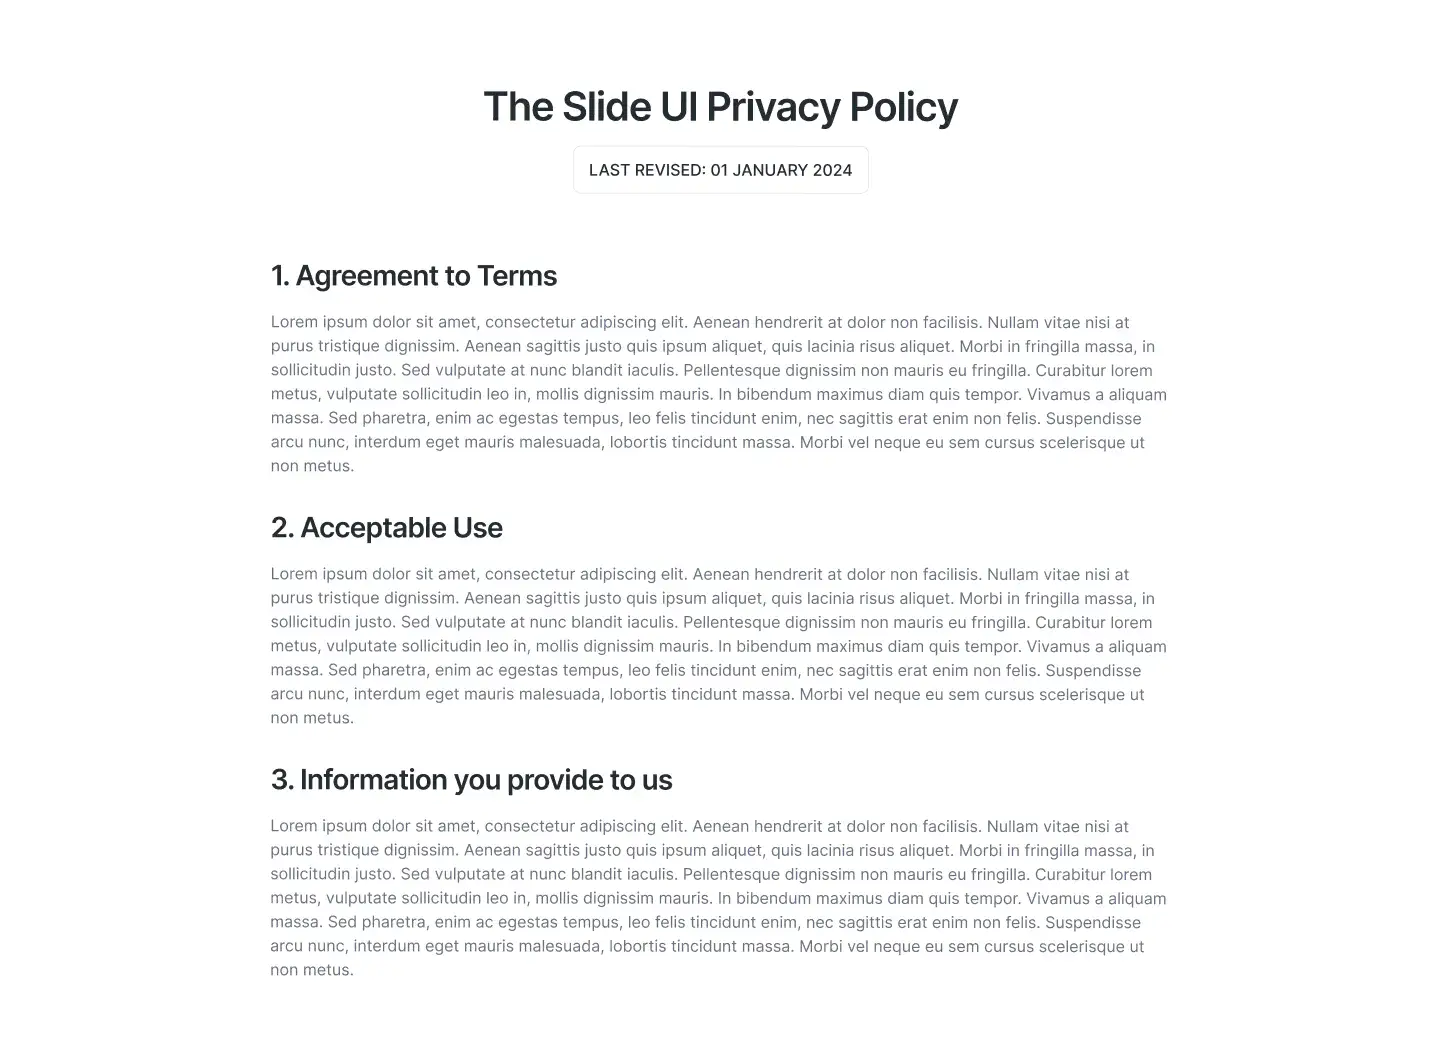 The Slide UI Privacy Policy
LAST REVISED: 01 JANUARY 2024
1. Agreement to Terms
Lorem ipsum dolor sit amet, consectetur adipiscing elit. Aenean hendrerit at dolor non facilisis. Nullam vitae nisi at
purus tristique dignissim. Aenean sagittis justo quis ipsum aliquet, quis lacinia risus aliquet. Morbi in fringilla massa, in
sollicitudin justo. Sed vulputate at nunc blandit iaculis. Pellentesque dignissim non mauris eu fringilla. Curabitur lorem
metus, vulputate sollicitudin leo in, mollis dignissim mauris. In bibendum maximus diam quis tempor. Vivamus a aliquam
massa. Sed pharetra, enim ac egestas tempus, leo felis tincidunt enim, nec sagittis erat enim non felis. Suspendisse
arcu nunc, interdum eget mauris malesuada, lobortis tincidunt massa. Morbi vel neque eu sem cursus scelerisque ut
non metus.
2. Acceptable Use
Lorem ipsum dolor sit amet, consectetur adipiscing elit. Aenean hendrerit at dolor non facilisis. Nullam vitae nisi at
purus tristique dignissim. Aenean sagittis justo quis ipsum aliquet, quis lacinia risus aliquet. Morbi in fringilla massa, in
sollicitudin justo. Sed vulputate at nunc blandit iaculis. Pellentesque dignissim non mauris eu fringilla. Curabitur lorem
metus, vulputate sollicitudin leo in, mollis dignissim mauris. In bibendum maximus diam quis tempor. Vivamus a aliquam
massa. Sed pharetra, enim ac egestas tempus, leo felis tincidunt enim, nec sagittis erat enim non felis. Suspendisse
arcu nunc, interdum eget mauris malesuada, lobortis tincidunt massa. Morbi vel neque eu sem cursus scelerisque ut
non metus.
3. Information you provide to us
Lorem ipsum dolor sit amet, consectetur adipiscing elit. Aenean hendrerit at dolor non facilisis. Nullam vitae nisi at
purus tristique dignissim. Aenean sagittis justo quis ipsum aliquet, quis lacinia risus aliquet. Morbi in fringilla massa, in
sollicitudin justo. Sed vulputate at nunc blandit iaculis. Pellentesque dignissim non mauris eu fringilla. Curabitur lorem
metus, vulputate sollicitudin leo in, mollis dignissim mauris. In bibendum maximus diam quis tempor. Vivamus a aliquam
massa. Sed pharetra, enim ac egestas tempus, leo felis tincidunt enim, nec sagittis erat enim non felis. Suspendisse
arcu nunc, interdum eget mauris malesuada, lobortis tincidunt massa. Morbi vel neque eu sem cursus scelerisque ut
non metus.